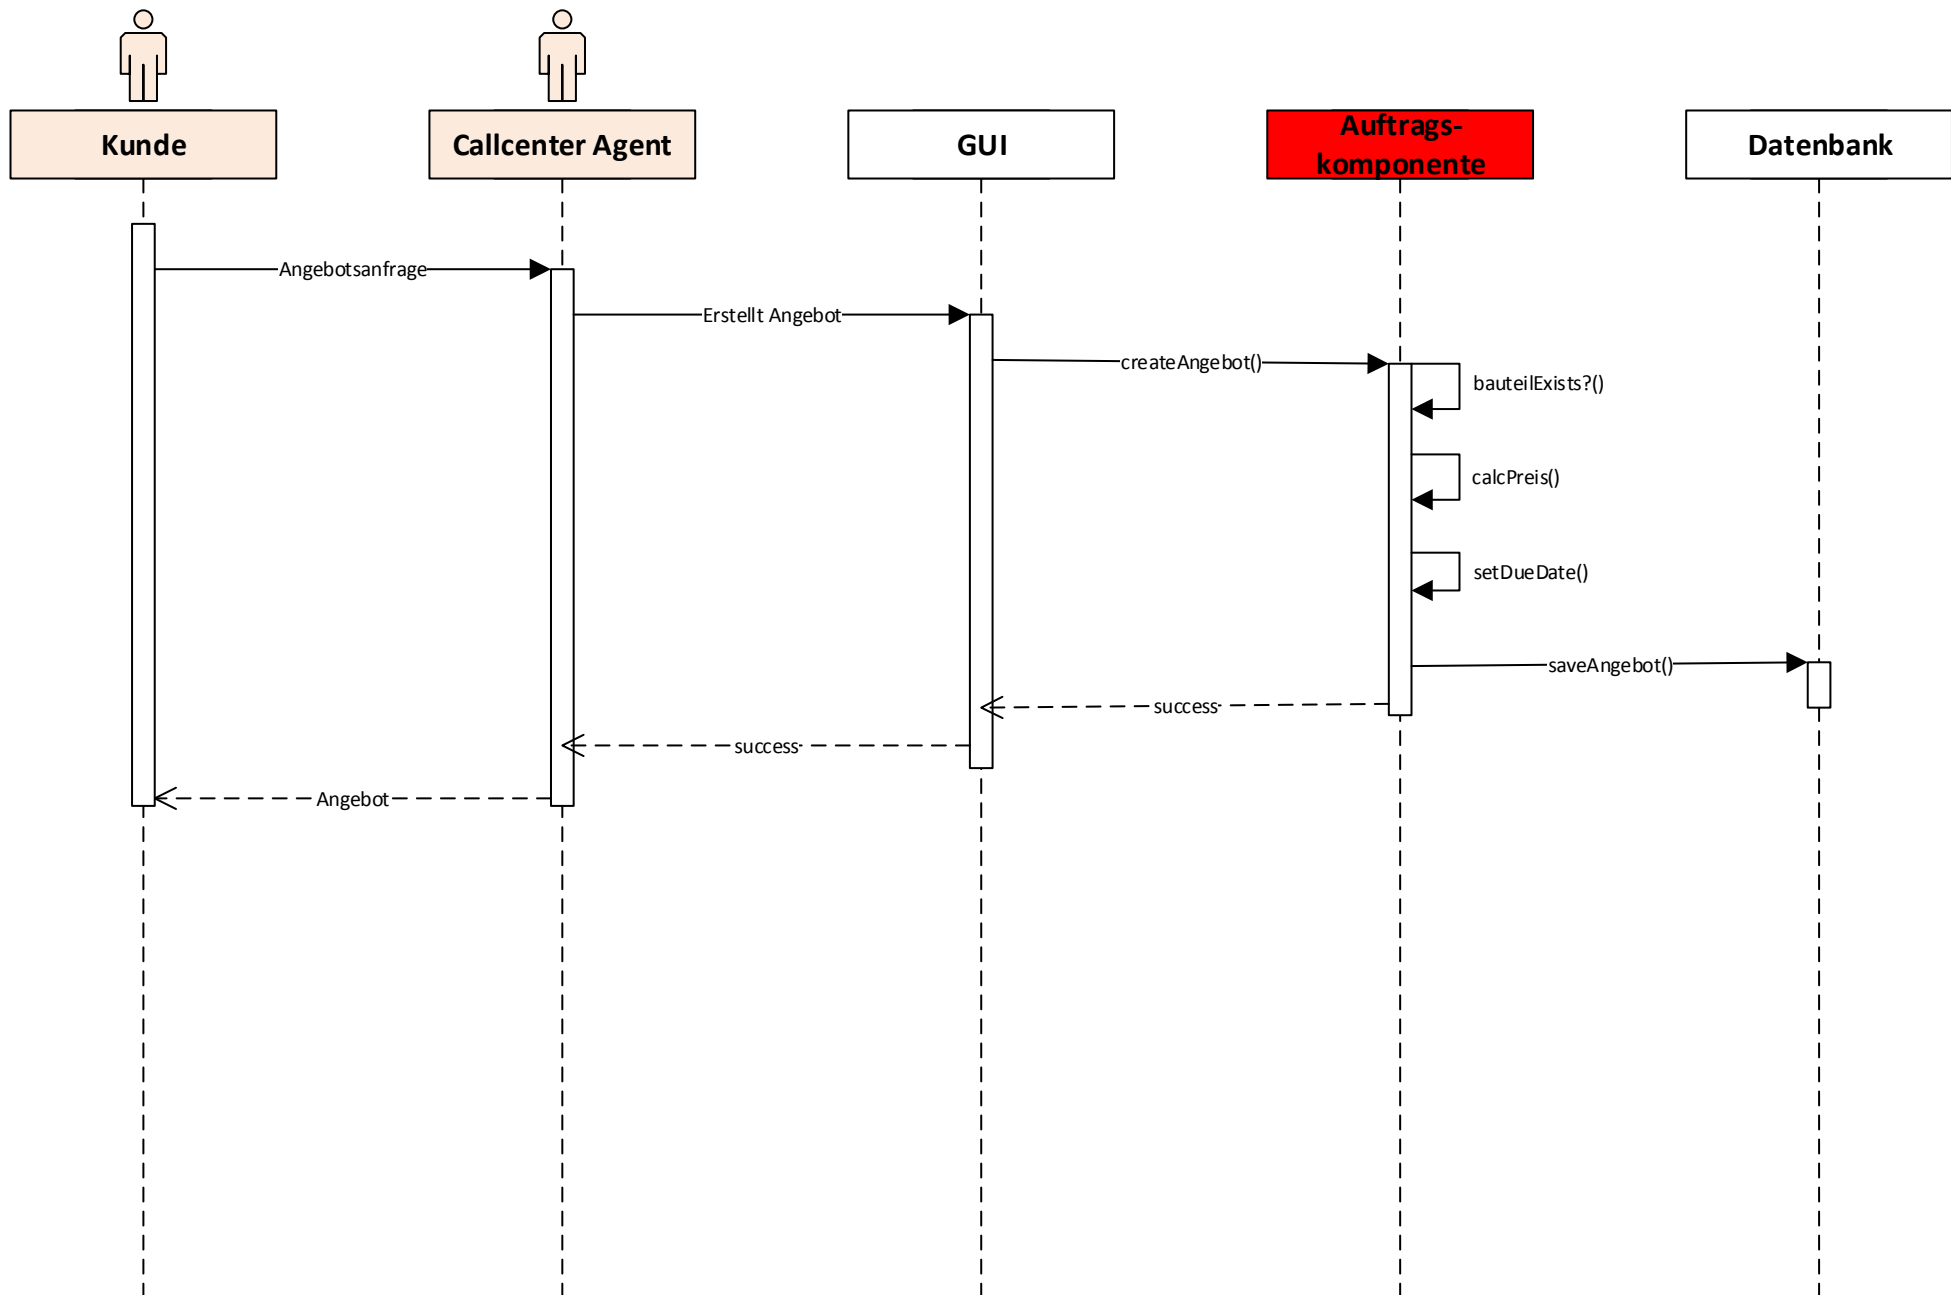 Kunde
Callcenter Agent
GUI
Auftrags-
komponente
Datenbank
Angebotsanfrage
Erstellt Angebot
createAngebot()
bauteilExists?()
calcPreis()
setDueDate()
saveAngebot()
success
success
Angebot